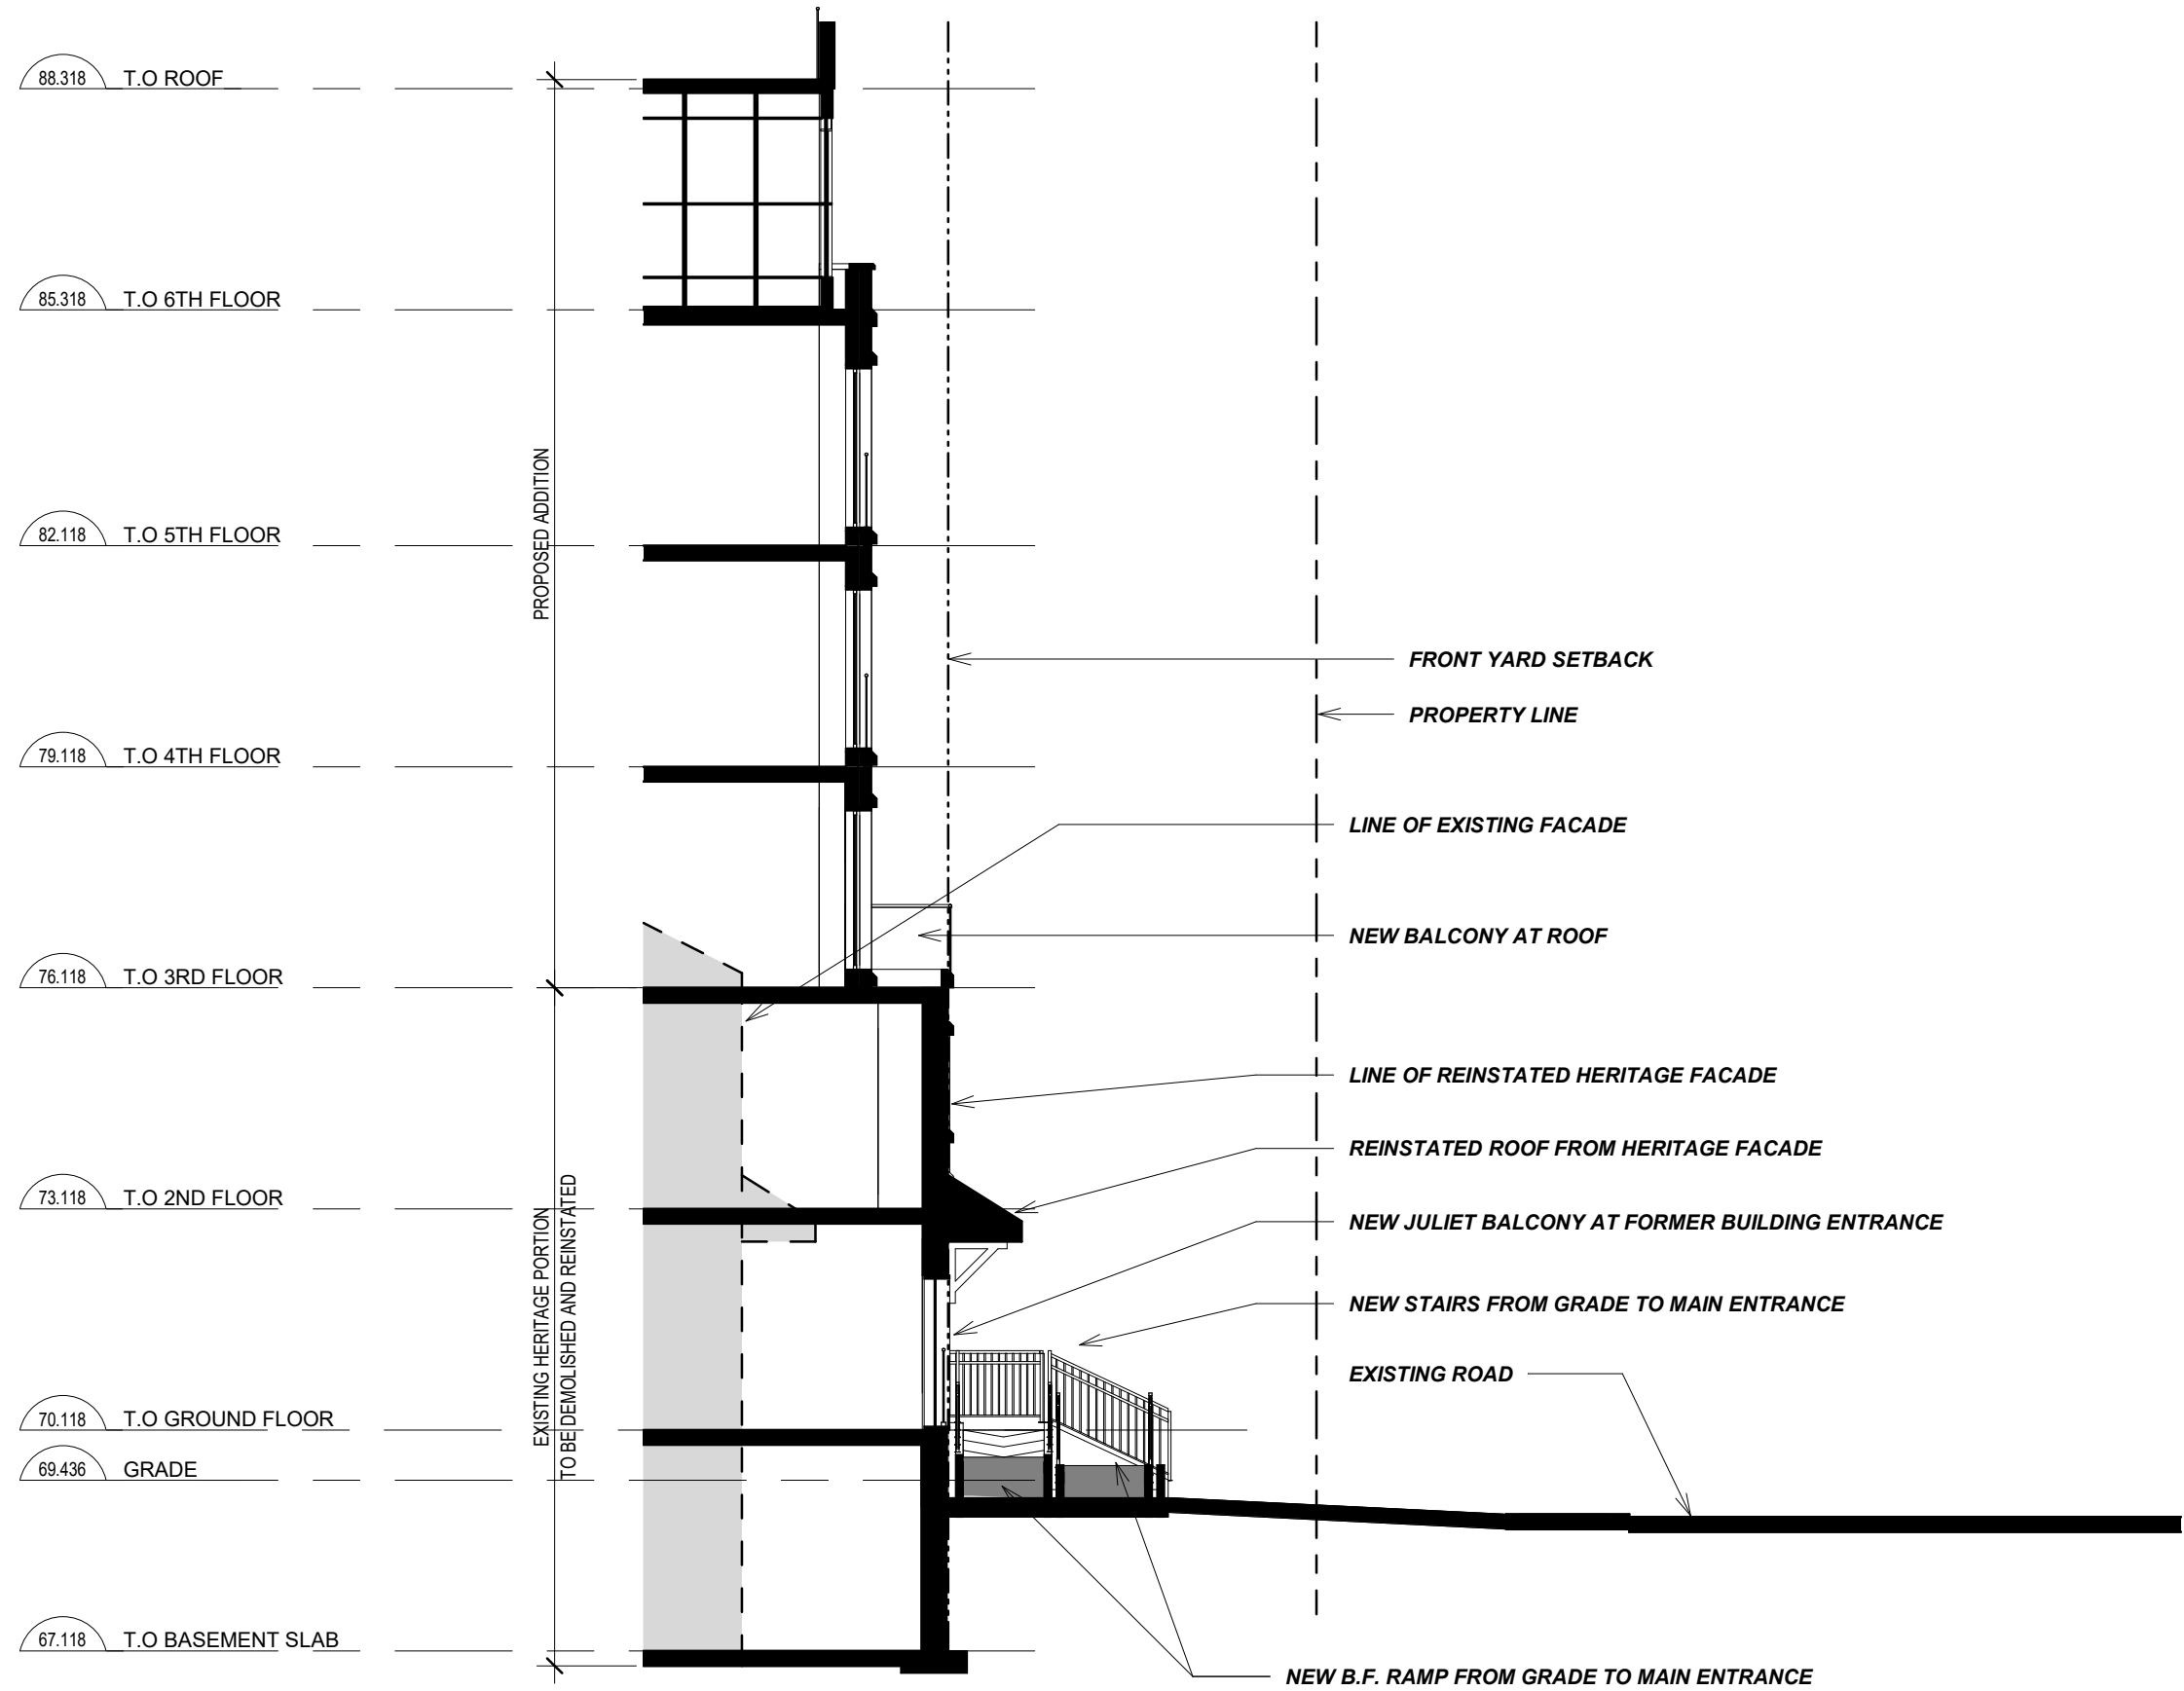 88.318 T.O ROOF
85.318 T.O 6TH FLOOR
PROPOSED ADDITION
82.118 T.O 5TH FLOOR
FRONT YARD SETBACK
PROPERTY LINE
79.118 T.O 4TH FLOOR
LINE OF EXISTING FACADE
NEW BALCONY AT ROOF
76.118 T.O 3RD FLOOR
LINE OF REINSTATED HERITAGE FACADE
REINSTATED ROOF FROM HERITAGE FACADE
73.118 T.O 2ND FLOOR
NEW JULIET BALCONY AT FORMER BUILDING ENTRANCE
EXISTING HERITAGE PORTION
TO BE DEMOLISHED AND REINSTATED
NEW STAIRS FROM GRADE TO MAIN ENTRANCE
EXISTING ROAD
70.118 T.O GROUND FLOOR
69.436 GRADE
67.118 T.O BASEMENT SLAB
NEW B.F. RAMP FROM GRADE TO MAIN ENTRANCE